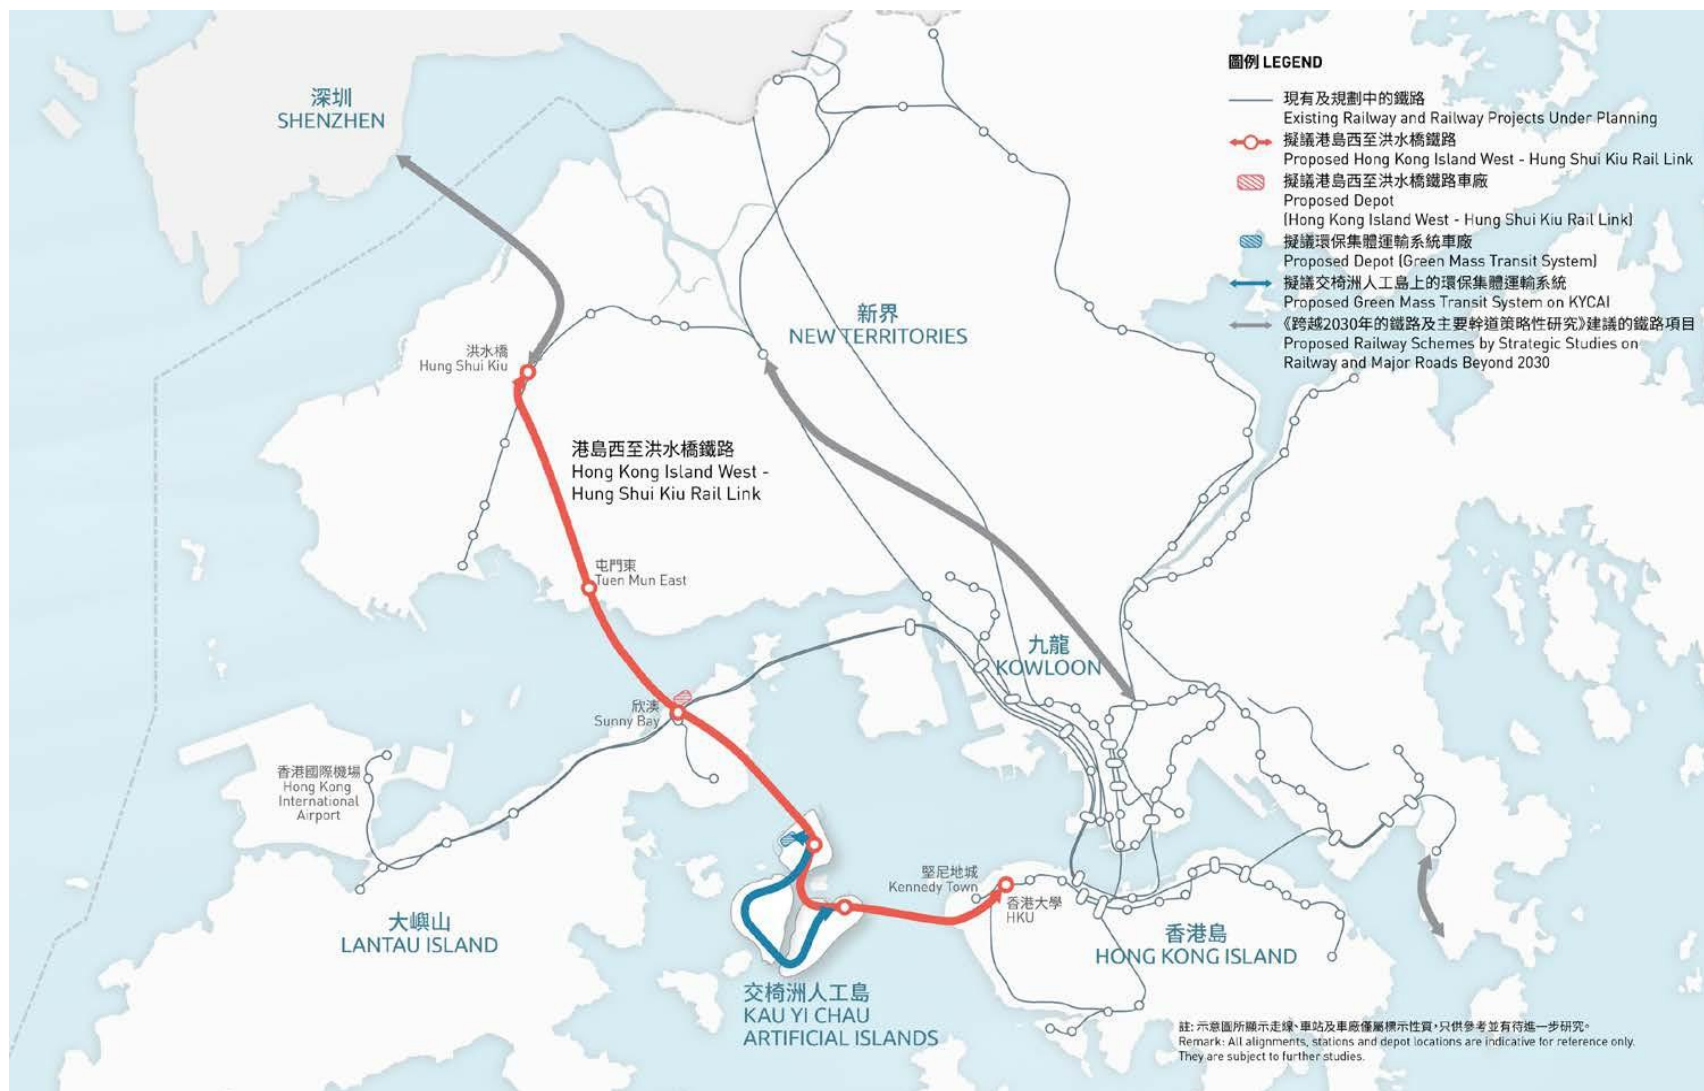 圖例 LEGEND
現有及規劃中的鐵路
Existing Railway and Railway Projects Under Planning
擬議港島西至洪水橋鐵路
Proposed Hong Kong Island West - Hung Shui Kiu Rail Link
擬議港島西至洪水橋鐵路車廠
Proposed Depot
(Hong Kong Island West - Hung Shui Kiu Rail Link)
擬議環保集體運輸系統車廠
Proposed Depot (Green Mass Transit System)
擬議交椅洲人工島上的環保集體運輸系統
Proposed Green Mass Transit System on KYCAI
《跨越2030年的鐵路及主要幹道策略性研究》建議的鐵路項目
Proposed Railway Schemes by Strategic Studies on
Railway and Major Roads Beyond 2030
深圳
SHENZHEN
新界
NEW TERRITORIES
洪水橋
Hung Shui Kiu
港島西至洪水橋鐵路
Hong Kong Island West -
Hung Shui Kiu Rail Link
屯門東
Tuen Mun East
九龍
KOWLOON
欣澳
Sunny Bay
香港國際機場
Hong Kong
International
Airport
堅尼地城
Kennedy Town
香港大學
HKU
大嶼山
LANTAU ISLAND
香港島
HONG KONG ISLAND
交椅洲人工島
KAU YI CHAU
ARTIFICIAL ISLANDS
註: 示意圖所顯示走線、車站及車廠僅屬標示性質，只供參考並有待進一步研究。
Remark: All alignments, stations and depot locations are indicative for reference only.
They are subject to further studies.